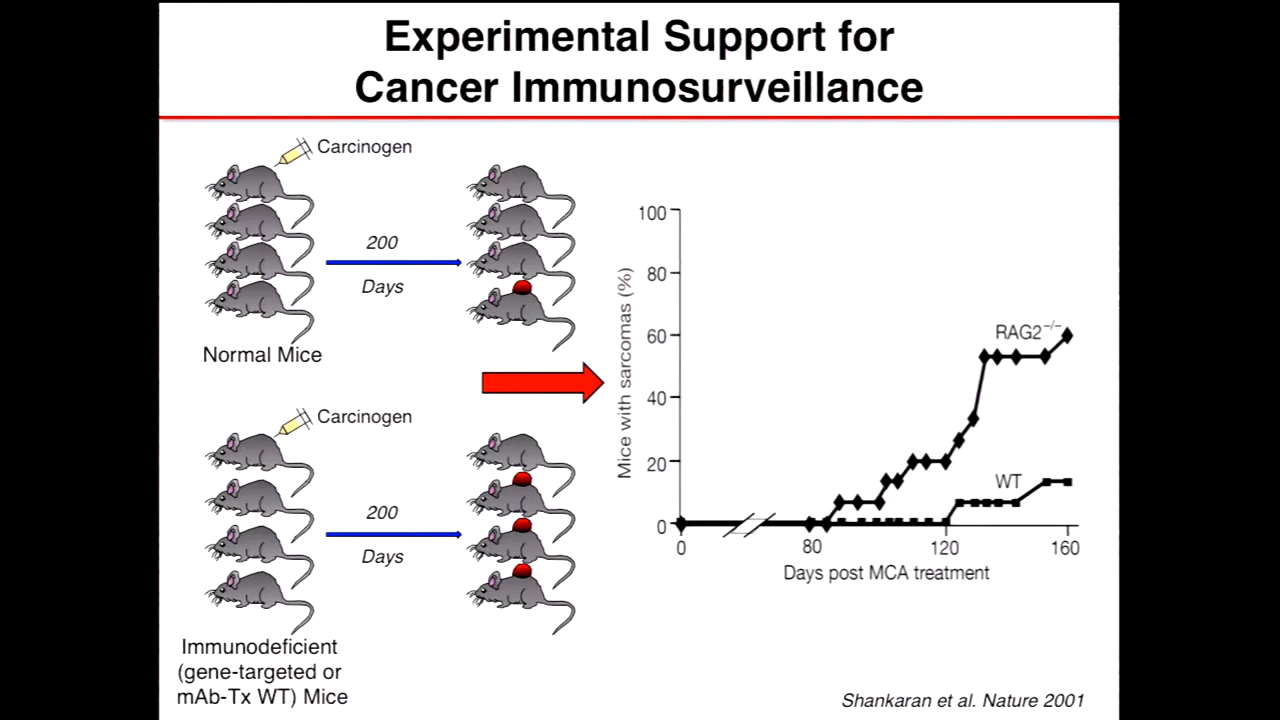 Experimental Support for
Cancer Immunosurveillance
Carcinogen
200
Days
Normal Mice
Carcinogen
200
Days
Immunodeficient
(gene-targeted or
mAb-Tx WT) Mice
Mice with sarcomas (%)
100
80
60
40
20
0
RAG2⁻/⁻
WT
0
80
120
160
Days post MCA treatment
Shankaran et al. Nature 2001